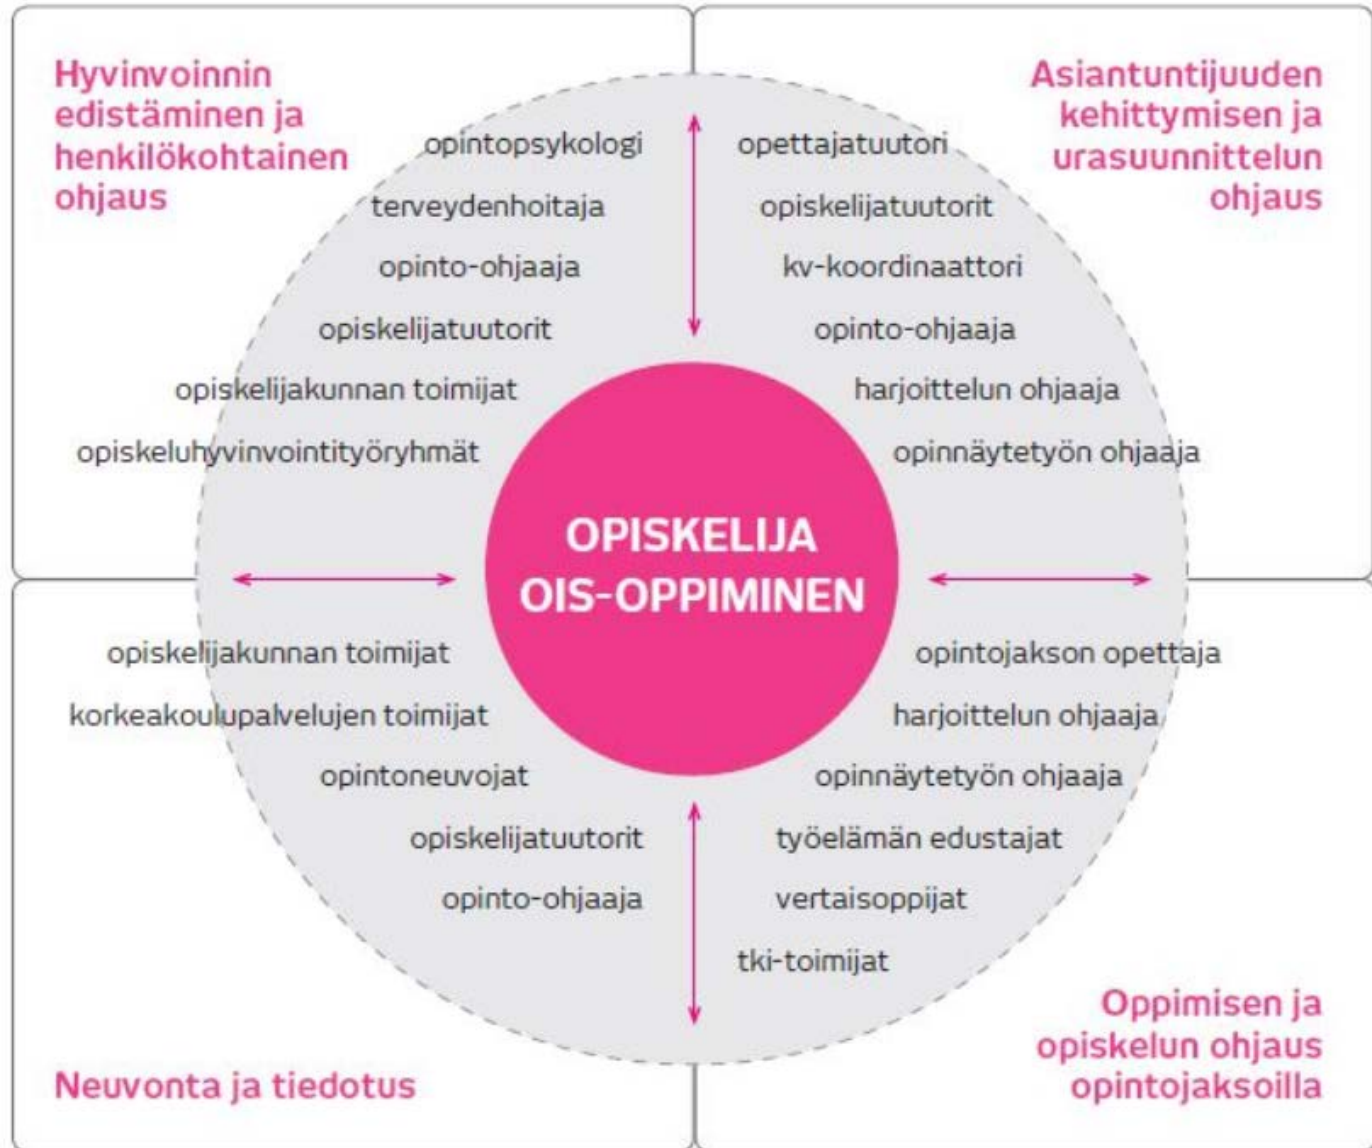 Hyvinvoinnin
edistäminen ja
henkilökohtainen
ohjaus
opintopsykologi
terveydenhoitaja
opinto-ohjaaja
opiskelijatuutorit
opiskelijakunnan toimijat
opiskeluhyvinvointityöryhmät
Asiantuntijuuden
kehittymisen ja
urasuunnittelun
ohjaus
opettajatuutori
opiskelijatuutorit
kv-koordinaattori
opinto-ohjaaja
harjoittelun ohjaaja
opinnäytetyön ohjaaja
OPISKELIJA
OIS-OPPIMINEN
opiskelijakunnan toimijat
korkeakoulupalvelujen toimijat
opintoneuvojat
opiskelijatuutorit
opinto-ohjaaja
Neuvonta ja tiedotus
opintojakson opettaja
harjoittelun ohjaaja
opinnäytetyön ohjaaja
työelämän edustajat
vertaisoppijat
tki-toimijat
Oppimisen ja
opiskelun ohjaus
opintojaksoilla